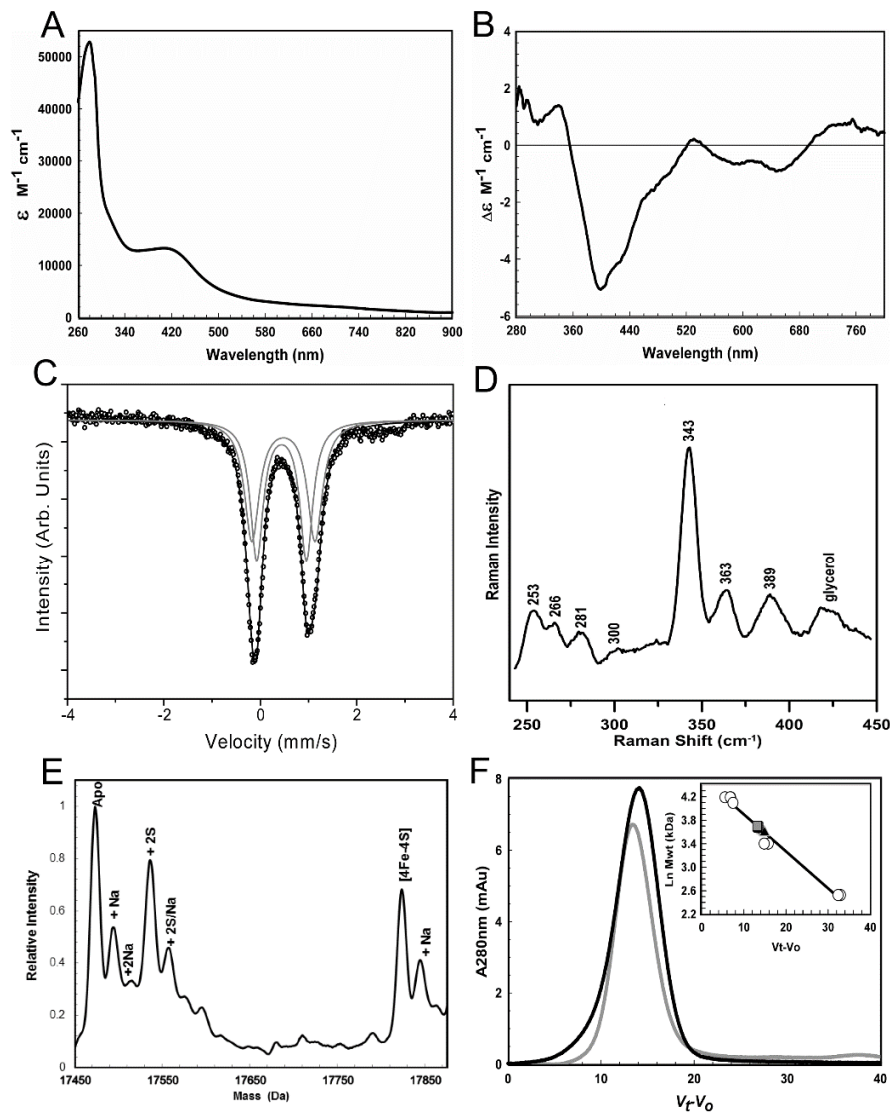 A
50000
40000
30000
20000
10000
0
ε M⁻¹ cm⁻¹
260 340 420 500 580 660 740 820 900
Wavelength (nm)
B
4
2
0
-2
-4
-6
Δε M⁻¹ cm⁻¹
280 360 440 520 600 680 760
Wavelength (nm)
C
Intensity (Arb. Units)
-4 -2 0 2 4
Velocity (mm/s)
D
Raman Intensity
253
266
281
300
343
363
389
glycerol
250 300 350 400 450
Raman Shift (cm⁻¹)
E
1
0.8
0.6
0.4
0.2
0
Relative Intensity
Apo
+ Na
+2Na
+ 2S
+ 2S/Na
[4Fe-4S]
+ Na
17450 17550 17650 17750 17850
Mass (Da)
F
8
6
4
2
0
A280nm (mAu)
0 10 20 30 40
Vt-Vo
4.2
3.8
3.4
3.0
2.6
2.2
Ln Mwt (kDa)
0 10 20 30 40
Vt-Vo